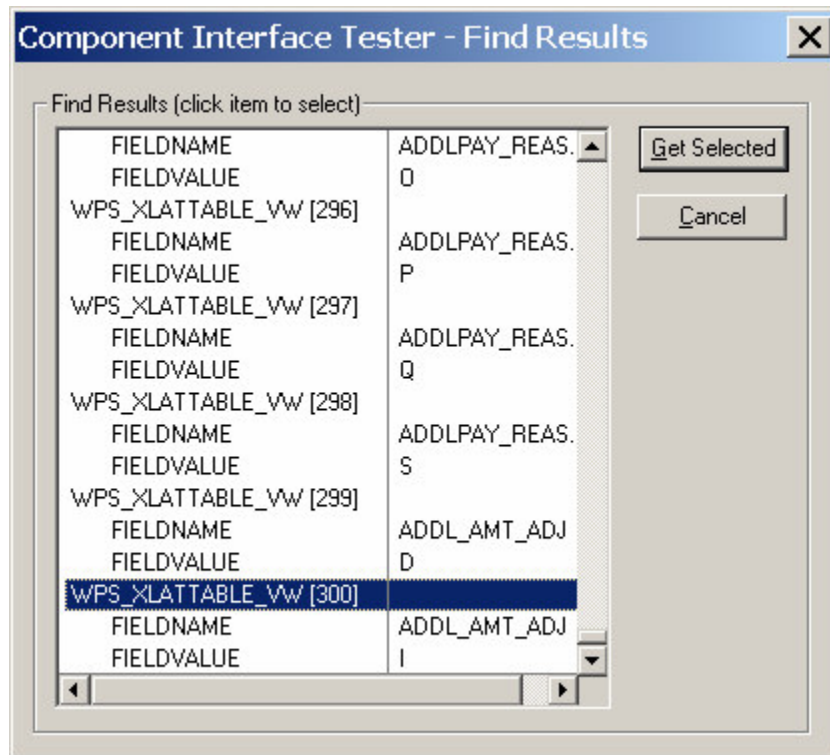 Component Interface Tester - Find Results
Find Results (click item to select)
FIELDNAME ADDLPAY_REAS.
FIELDVALUE O
WPS_XLATTABLE_VW [296]
FIELDNAME ADDLPAY_REAS.
FIELDVALUE P
WPS_XLATTABLE_VW [297]
FIELDNAME ADDLPAY_REAS.
FIELDVALUE Q
WPS_XLATTABLE_VW [298]
FIELDNAME ADDLPAY_REAS.
FIELDVALUE S
WPS_XLATTABLE_VW [299]
FIELDNAME ADDL_AMT_ADJ
FIELDVALUE D
WPS_XLATTABLE_VW [300]
FIELDNAME ADDL_AMT_ADJ
FIELDVALUE I
Get Selected
Cancel